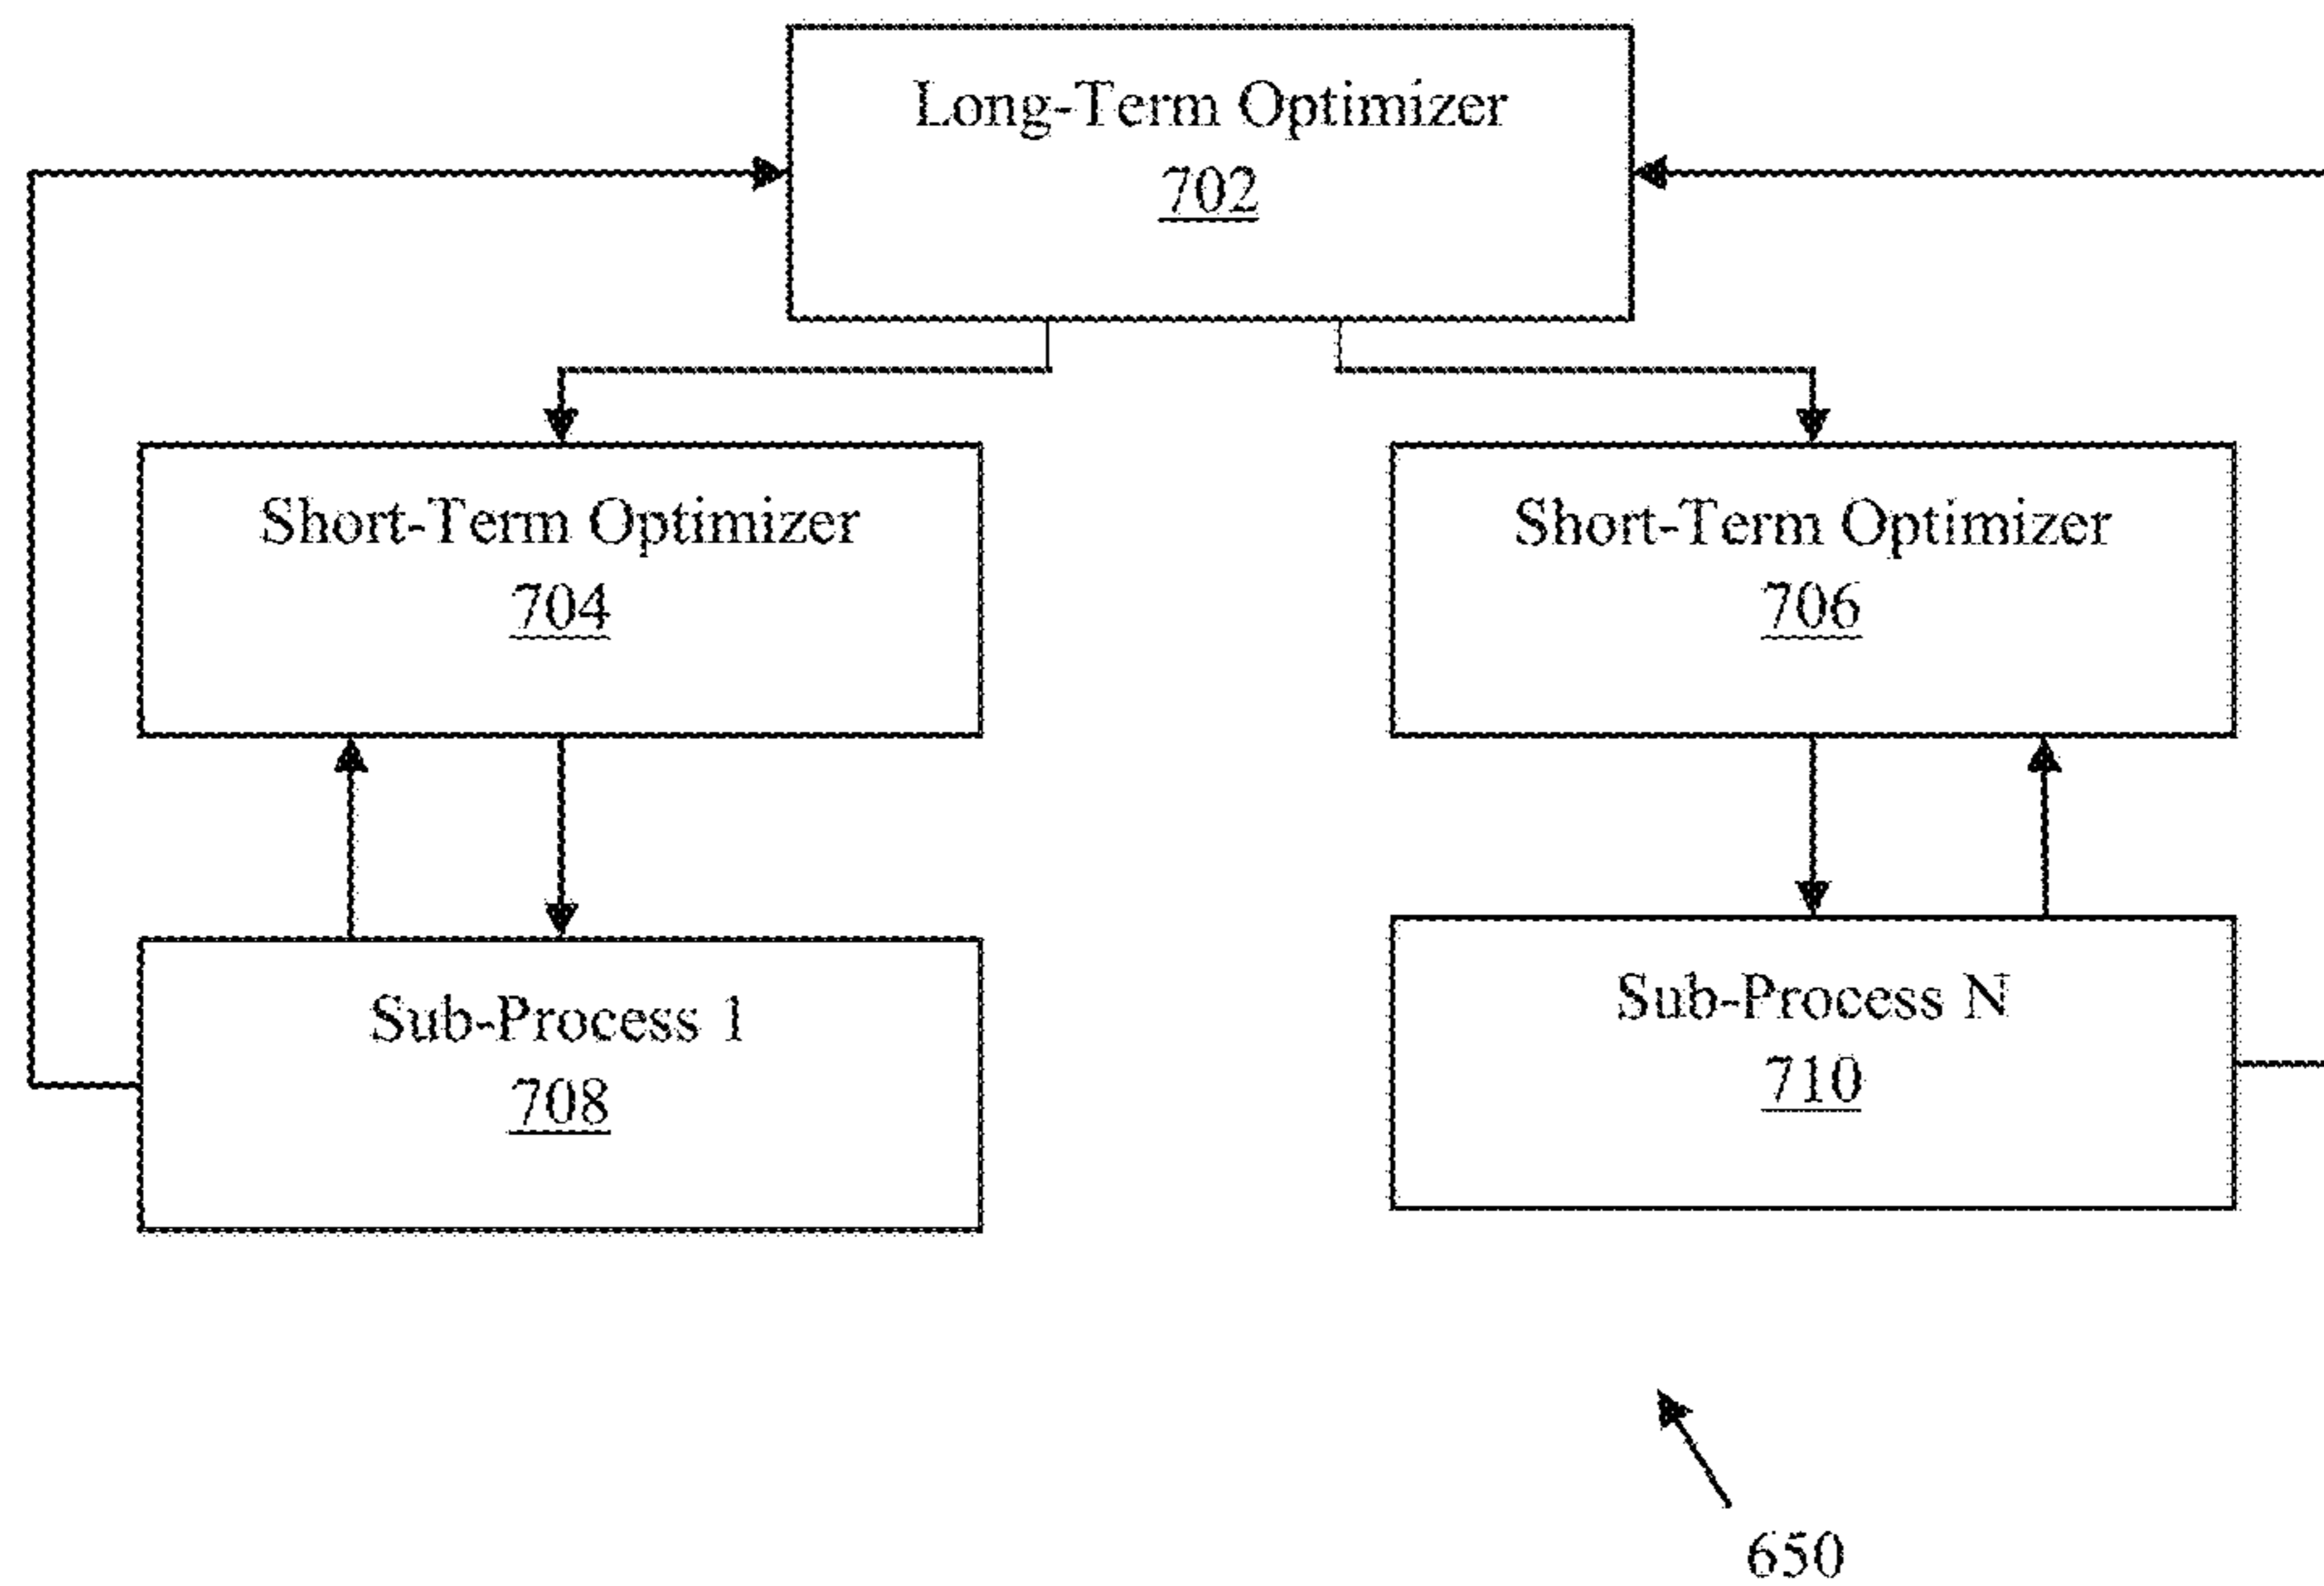 Long-Term Optimizer
702
Short-Term Optimizer
704
Short-Term Optimizer
706
Sub-Process 1
708
Sub-Process N
710
650